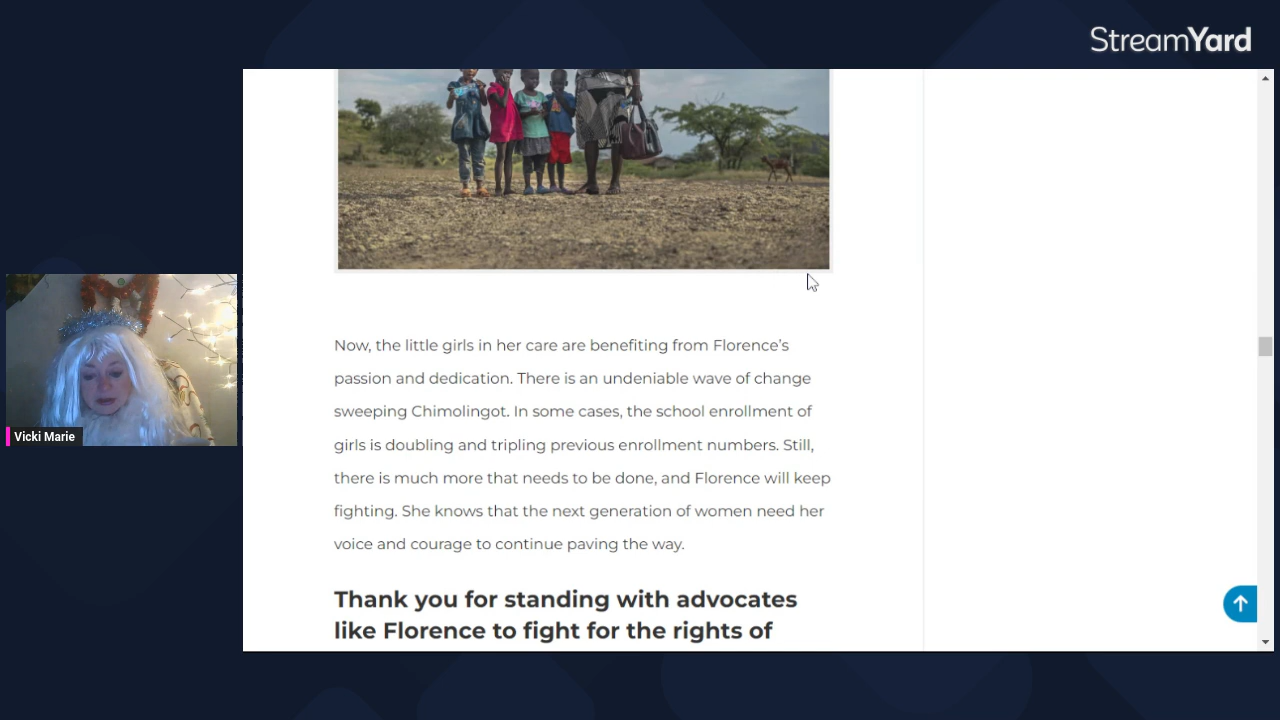 StreamYard
Now, the little girls in her care are benefiting from Florence’s
passion and dedication. There is an undeniable wave of change
sweeping Chimolingot. In some cases, the school enrollment of
girls is doubling and tripling previous enrollment numbers. Still,
there is much more that needs to be done, and Florence will keep
fighting. She knows that the next generation of women need her
voice and courage to continue paving the way.
Thank you for standing with advocates
like Florence to fight for the rights of
Vicki Marie